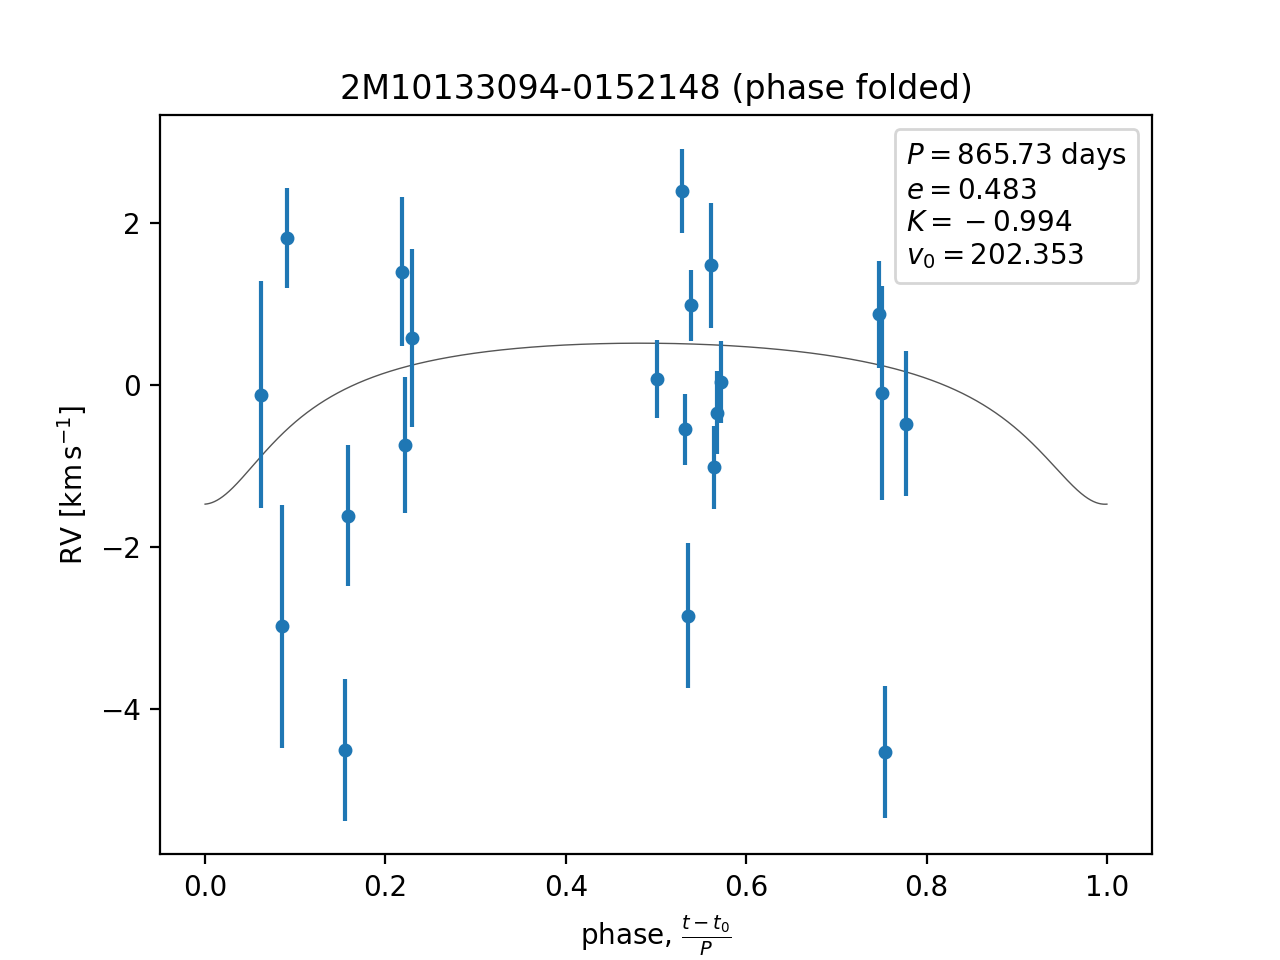 2M10133094-0152148 (phase folded)
P = 865.73 days
e = 0.483
K = −0.994
v₀ = 202.353
RV [km s⁻¹]
2
0
−2
−4
0.0 0.2 0.4 0.6 0.8 1.0
phase, (t − t₀)/P